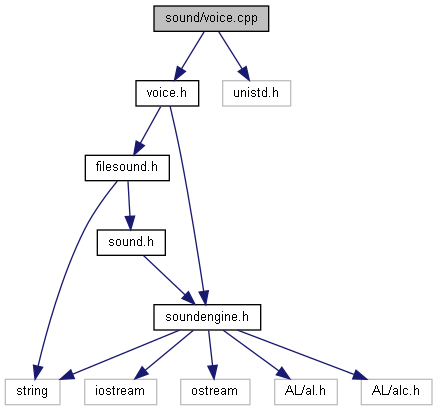 sound/voice.cpp
voice.h
unistd.h
filesound.h
sound.h
soundengine.h
string
iostream
ostream
AL/al.h
AL/alc.h